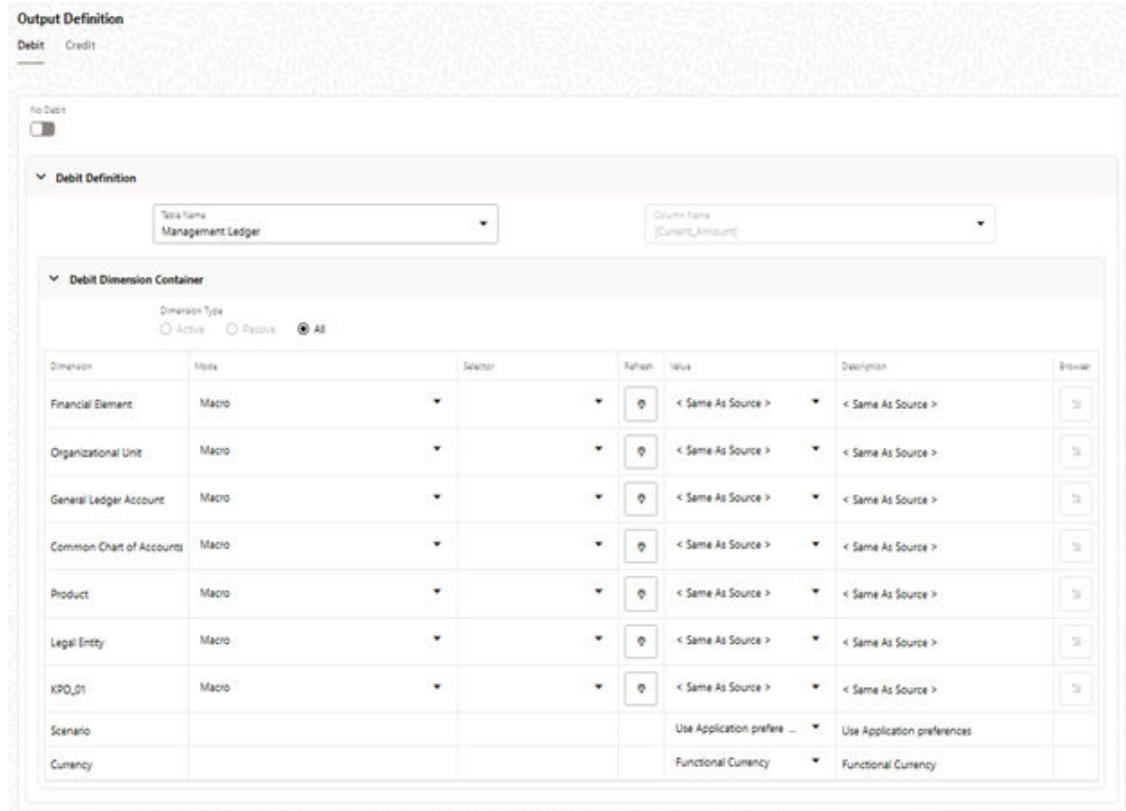 Output Definition
Debit Credit
No Debit
Debit Definition
Table Name
Management Ledger
Column Name
[Current_Amount]
Debit Dimension Container
Dimension Type
Active Passive All
Dimension Mode Selector Refresh Value Description Browser
Financial Element Macro < Same As Source > < Same As Source >
Organizational Unit Macro < Same As Source > < Same As Source >
General Ledger Account Macro < Same As Source > < Same As Source >
Common Chart of Accounts Macro < Same As Source > < Same As Source >
Product Macro < Same As Source > < Same As Source >
Legal Entity Macro < Same As Source > < Same As Source >
KPO_01 Macro < Same As Source > < Same As Source >
Scenario Use Application prefere ... Use Application preferences
Currency Functional Currency Functional Currency